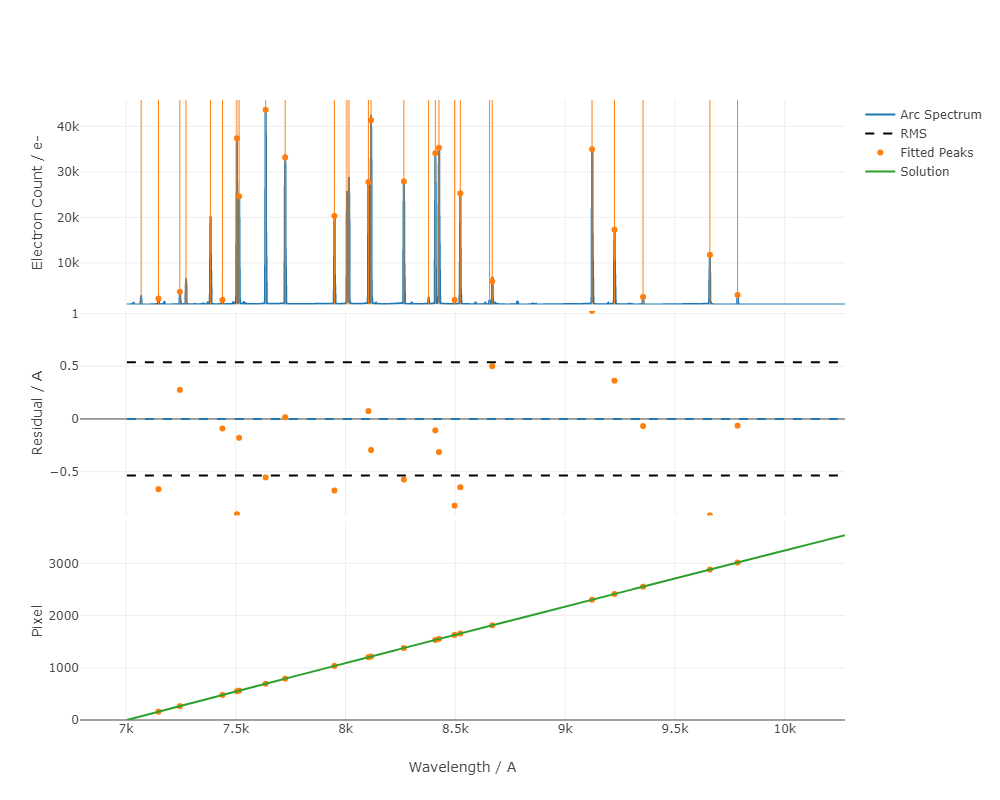 40k
30k
20k
10k
Electron Count / e-
Arc Spectrum
RMS
Fitted Peaks
Solution
1
0.5
0
−0.5
Residual / A
3000
2000
1000
0
Pixel
7k 7.5k 8k 8.5k 9k 9.5k 10k
Wavelength / A